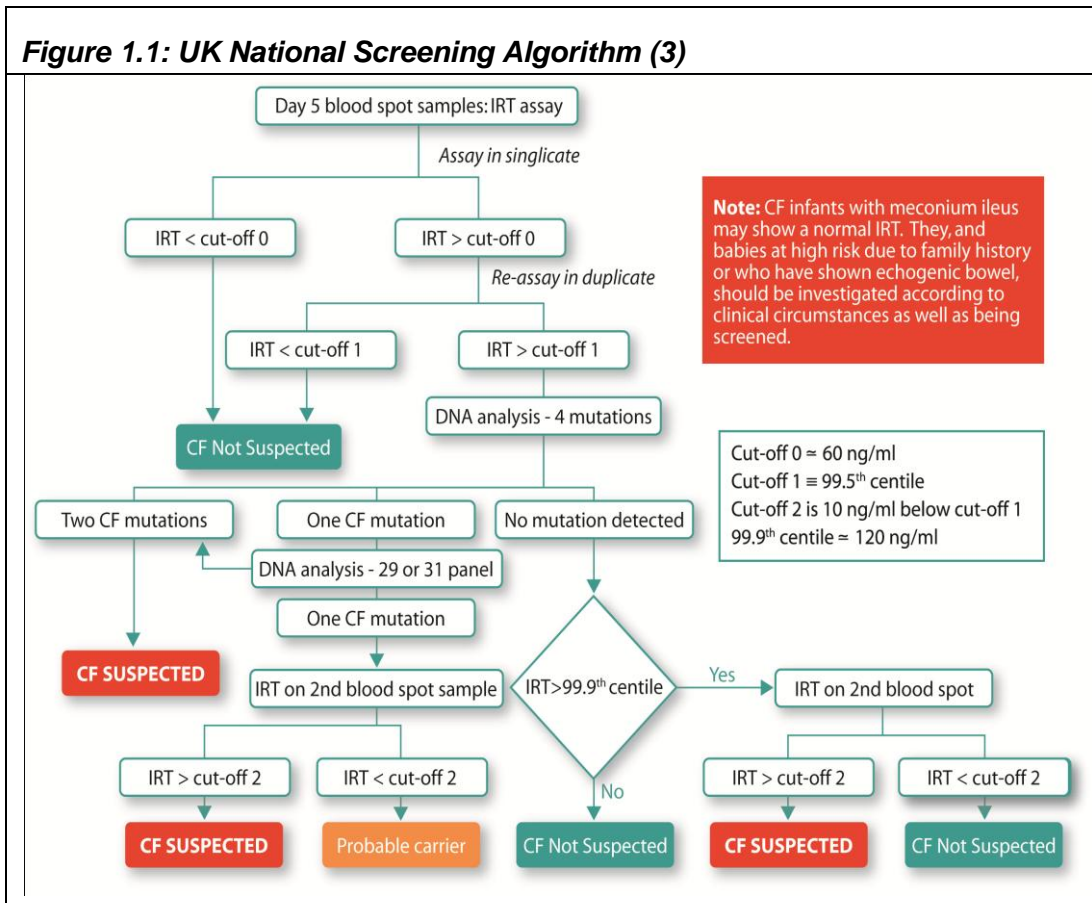 Figure 1.1: UK National Screening Algorithm (3)
Day 5 blood spot samples: IRT assay
Assay in singlicate
IRT < cut-off 0
IRT > cut-off 0
Re-assay in duplicate
IRT < cut-off 1
IRT > cut-off 1
DNA analysis - 4 mutations
CF Not Suspected
Note: CF infants with meconium ileus
may show a normal IRT. They, and
babies at high risk due to family history
or who have shown echogenic bowel,
should be investigated according to
clinical circumstances as well as being
screened.
Cut-off 0 ≃ 60 ng/ml
Cut-off 1 ≡ 99.5th centile
Cut-off 2 is 10 ng/ml below cut-off 1
99.9th centile ≃ 120 ng/ml
Two CF mutations
One CF mutation
No mutation detected
DNA analysis - 29 or 31 panel
One CF mutation
CF SUSPECTED
IRT on 2nd blood spot sample
IRT>99.9th centile
Yes
IRT on 2nd blood spot
IRT > cut-off 2
IRT < cut-off 2
No
IRT > cut-off 2
IRT < cut-off 2
CF SUSPECTED
Probable carrier
CF Not Suspected
CF SUSPECTED
CF Not Suspected